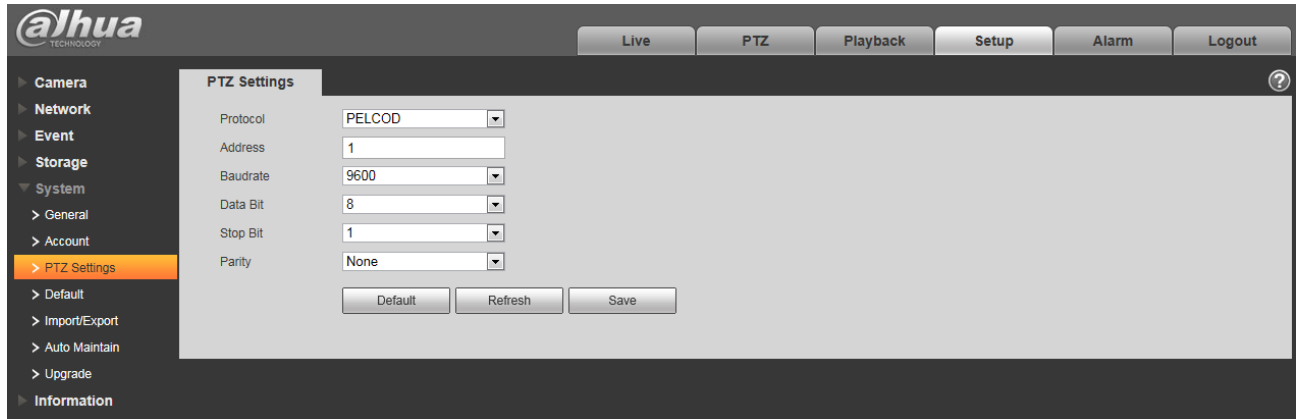 alhua
TECHNOLOGY
Live PTZ Playback Setup Alarm Logout
Camera
Network
Event
Storage
System
> General
> Account
> PTZ Settings
> Default
> Import/Export
> Auto Maintain
> Upgrade
Information
PTZ Settings
?
Protocol PELCOD
Address 1
Baudrate 9600
Data Bit 8
Stop Bit 1
Parity None
Default Refresh Save